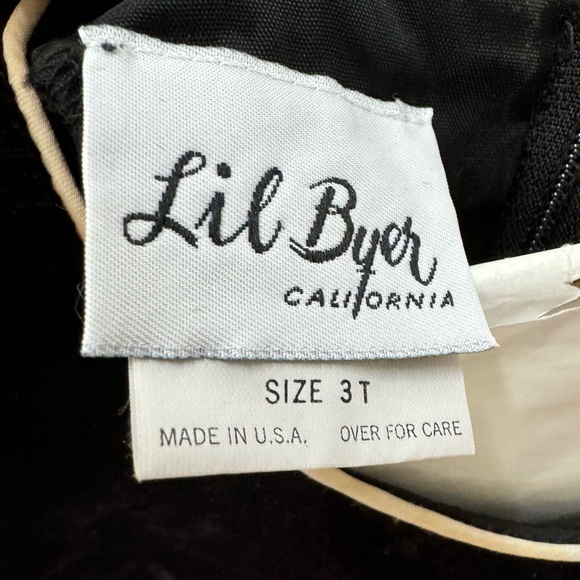 Lil Byer
CALIFORNIA
SIZE 3T
MADE IN U.S.A. OVER FOR CARE